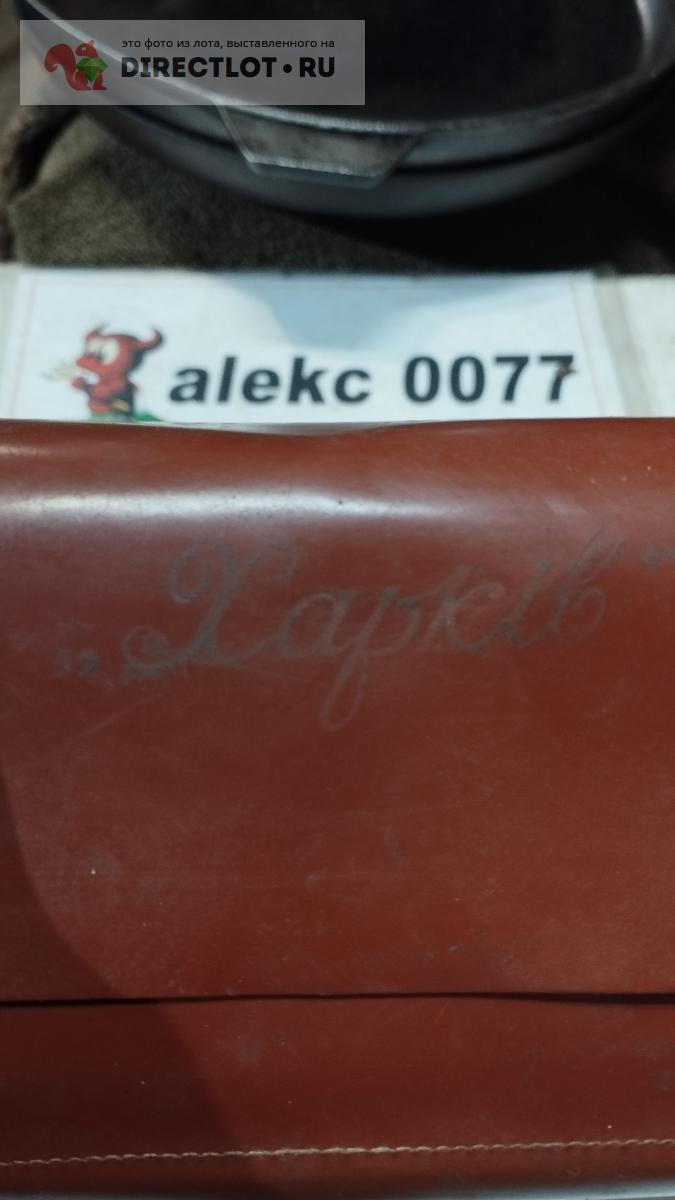 это фото из лота, выставленного на
DIRECTLOT•RU
alekc 0077
„Харків“